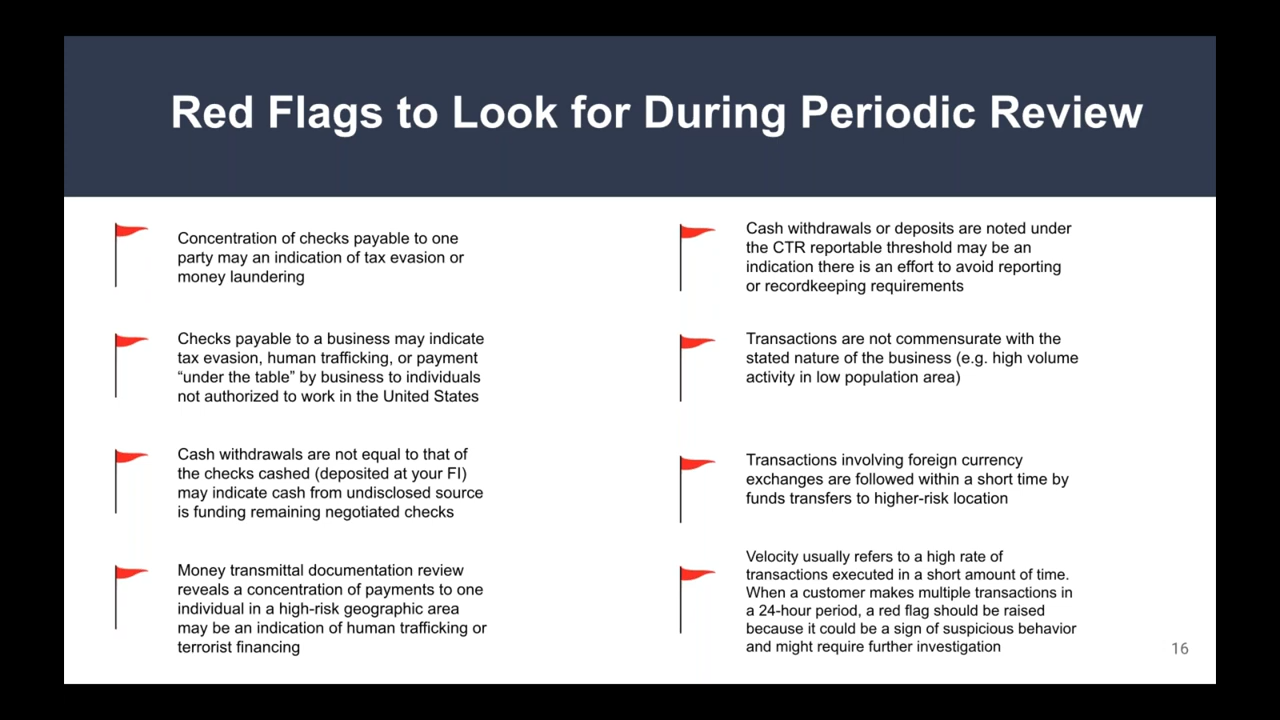 Red Flags to Look for During Periodic Review
Concentration of checks payable to one
party may an indication of tax evasion or
money laundering
Checks payable to a business may indicate
tax evasion, human trafficking, or payment
“under the table” by business to individuals
not authorized to work in the United States
Cash withdrawals are not equal to that of
the checks cashed (deposited at your FI)
may indicate cash from undisclosed source
is funding remaining negotiated checks
Money transmittal documentation review
reveals a concentration of payments to one
individual in a high-risk geographic area
may be an indication of human trafficking or
terrorist financing
Cash withdrawals or deposits are noted under
the CTR reportable threshold may be an
indication there is an effort to avoid reporting
or recordkeeping requirements
Transactions are not commensurate with the
stated nature of the business (e.g. high volume
activity in low population area)
Transactions involving foreign currency
exchanges are followed within a short time by
funds transfers to higher-risk location
Velocity usually refers to a high rate of
transactions executed in a short amount of time.
When a customer makes multiple transactions in
a 24-hour period, a red flag should be raised
because it could be a sign of suspicious behavior
and might require further investigation
16